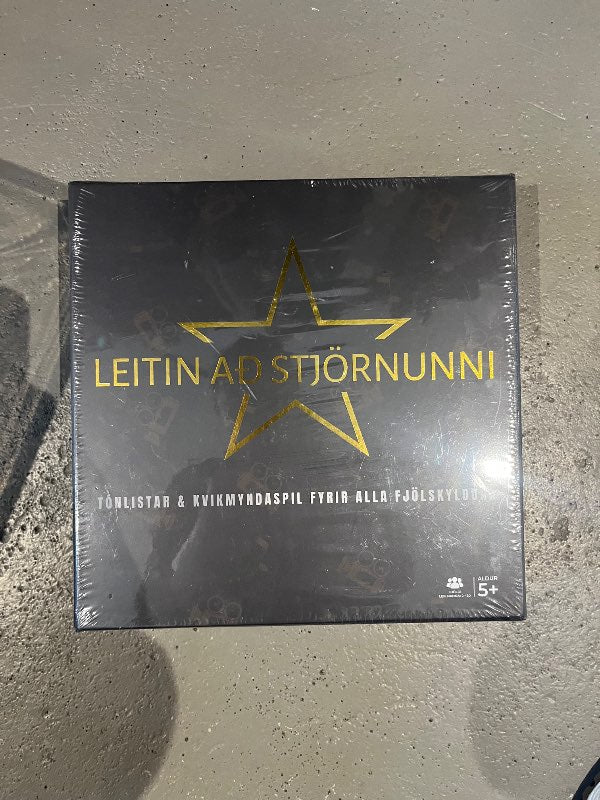 LEITIN AÐ STJÖRNUNNI
TÓNLISTAR & KVIKMYNDASPIL FYRIR ALLA FJÖLSKYLDUNA
ALDUR
5+